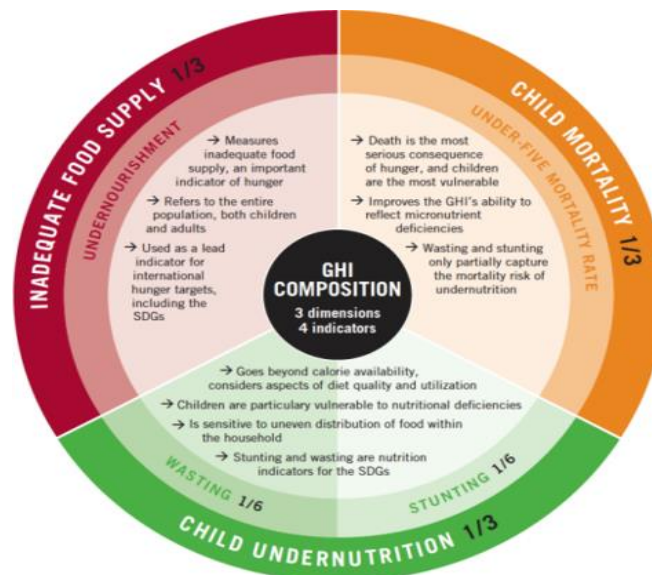 INADEQUATE FOOD SUPPLY 1/3
UNDERNOURISHMENT
→ Measures
inadequate food
supply, an important
indicator of hunger
→ Refers to the entire
population, both children
and adults
→ Used as a lead
indicator for
international
hunger targets,
including the
SDGs
CHILD MORTALITY 1/3
UNDER-FIVE MORTALITY RATE
→ Death is the most
serious consequence
of hunger, and children
are the most vulnerable
→ Improves the GHI's ability to
reflect micronutrient
deficiencies
→ Wasting and stunting
only partially capture
the mortality risk of
undernutrition
GHI
COMPOSITION
3 dimensions
4 indicators
→ Goes beyond calorie availability,
considers aspects of diet quality and utilization
→ Children are particulary vulnerable to nutritional deficiencies
→ Is sensitive to uneven distribution of food within
the household
→ Stunting and wasting are nutrition
indicators for the SDGs
WASTING 1/6
STUNTING 1/6
CHILD UNDERNUTRITION 1/3